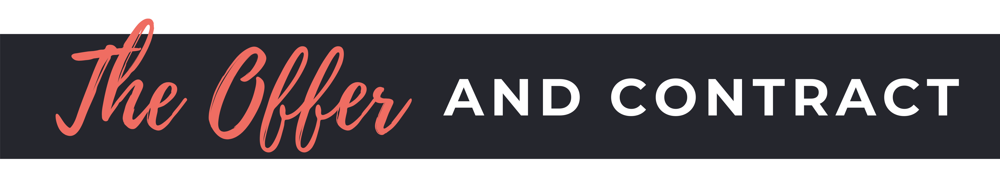 The Offer AND CONTRACT